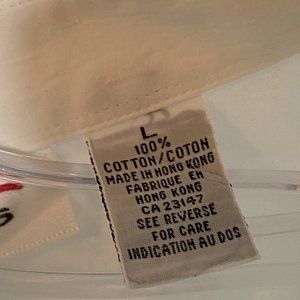 L
100%
COTTON/COTON
MADE IN HONG KONG
FABRIQUE EN
HONG KONG
CA 23147
SEE REVERSE
FOR CARE
INDICATION AU DOS